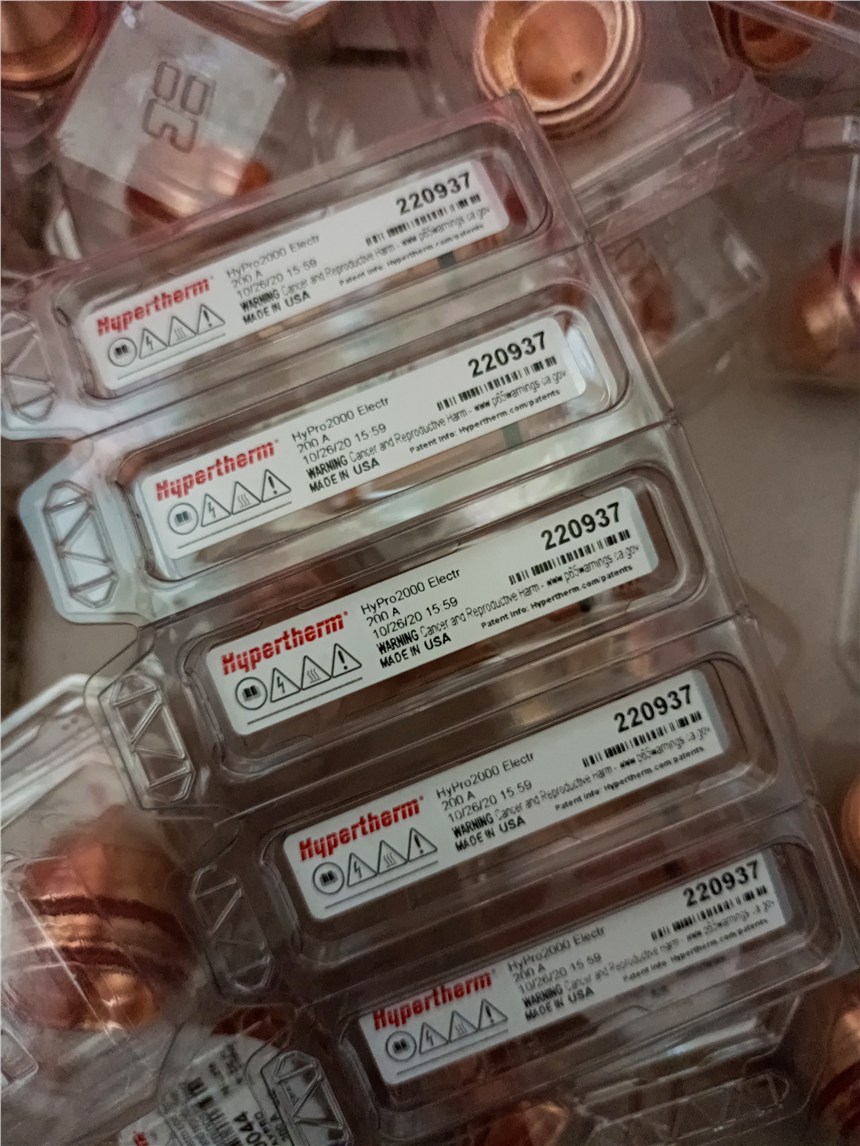 220937
Hypertherm®
HyPro2000 Electr
200 A
10/26/20 15:59
WARNING Cancer and Reproductive Harm - www.p65warnings.ca.gov
MADE IN USA
Patent info: Hypertherm.com/patents
220937
Hypertherm®
HyPro2000 Electr
200 A
10/26/20 15:59
WARNING Cancer and Reproductive Harm - www.p65warnings.ca.gov
MADE IN USA
Patent info: Hypertherm.com/patents
220937
Hypertherm®
HyPro2000 Electr
200 A
10/26/20 15:59
WARNING Cancer and Reproductive Harm - www.p65warnings.ca.gov
MADE IN USA
Patent info: Hypertherm.com/patents
220937
Hypertherm®
HyPro2000 Electr
200 A
10/26/20 15:59
WARNING Cancer and Reproductive Harm - www.p65warnings.ca.gov
MADE IN USA
Patent info: Hypertherm.com/patents
220937
Hypertherm®
HyPro2000 Electr
200 A
10/26/20 15:59
WARNING Cancer and Reproductive Harm - www.p65warnings.ca.gov
MADE IN USA
Patent info: Hypertherm.com/patents